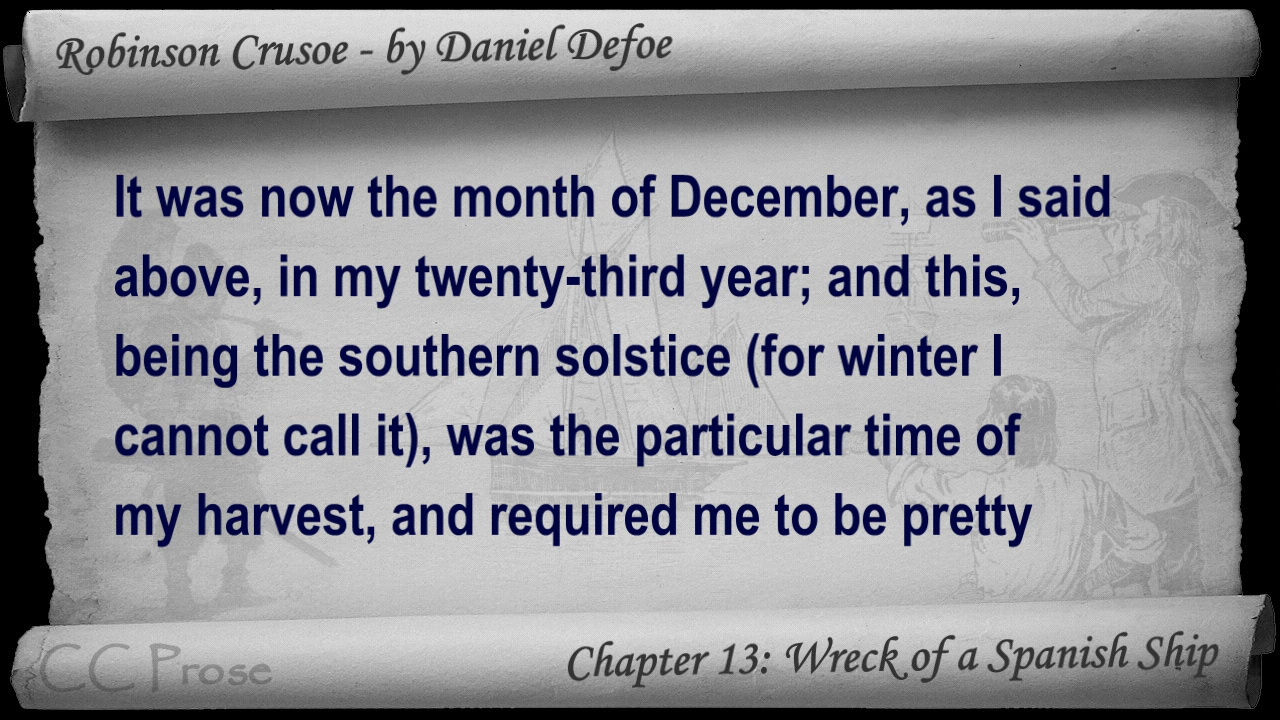 Robinson Crusoe - by Daniel Defoe
It was now the month of December, as I said
above, in my twenty-third year; and this,
being the southern solstice (for winter I
cannot call it), was the particular time of
my harvest, and required me to be pretty
CC Prose
Chapter 13: Wreck of a Spanish Ship